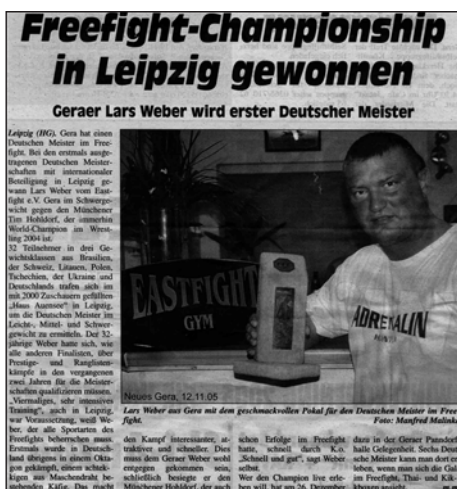 Freefight-Championship
in Leipzig gewonnen
Geraer Lars Weber wird erster Deutscher Meister
Leipzig (HG). Gera hat einen
Deutschen Meister im Free-
fight. Bei den erstmals ausge-
tragenen Deutschen Meister-
schaften mit internationaler
Beteiligung in Leipzig ge-
wann Lars Weber vom East-
fight e.V. Gera im Schwerge-
wicht gegen den Münchener
Tim Hohldorf, der immerhin
World-Champion im Wrest-
ling 2004 ist.
32 Teilnehmer in drei Ge-
wichtsklassen aus Brasilien,
der Schweiz, Litauen, Polen,
Tschechien, der Ukraine und
Deutschlands trafen sich im
mit 2000 Zuschauern gefüllten
„Haus Auensee" in Leipzig,
um die Deutschen Meister im
Leicht-, Mittel- und Schwer-
gewicht zu ermitteln. Der 32-
jährige Weber hatte sich, wie
alle anderen Finalisten, über
Prestige- und Ranglisten-
kämpfe in den vergangenen
zwei Jahren für die Meister-
schaften qualifizieren müssen.
„Viermaliges, sehr intensives
Training", auch in Leipzig,
war Voraussetzung, weiß We-
ber, der alle Sportarten des
Freefights beherrschen muss.
Erstmals wurde in Deutsch-
land übrigens in einem Okta-
gon gekämpft, einem achtek-
kigen aus Maschendraht be-
stehenden Käfig. Das macht
EASTFIGHT
GYM
ADRENALIN
Neues Gera, 12.11.05
Lars Weber aus Gera mit dem geschmackvollen Pokal für den Deutschen Meister im Free-
fight.
Foto: Manfred Malinka
den Kampf interessanter, at-
traktiver und schneller. Dies
muss dem Geraer Weber wohl
entgegen gekommen sein,
schließlich besiegte er den
Münchener Hohldorf, der auch
schon Erfolge im Freefight
hatte, schnell durch K.o.
„Schnell und gut", sagt Weber
selbst.
Wer den Champion live erle-
ben will, hat am 26. Dezember
dazu in der Geraer Panndorf-
halle Gelegenheit. Sechs Deut-
sche Meister kann man dort er-
leben, wenn man sich die Gala
im Freefight, Thai- und Kik-
kboxen ansieht.